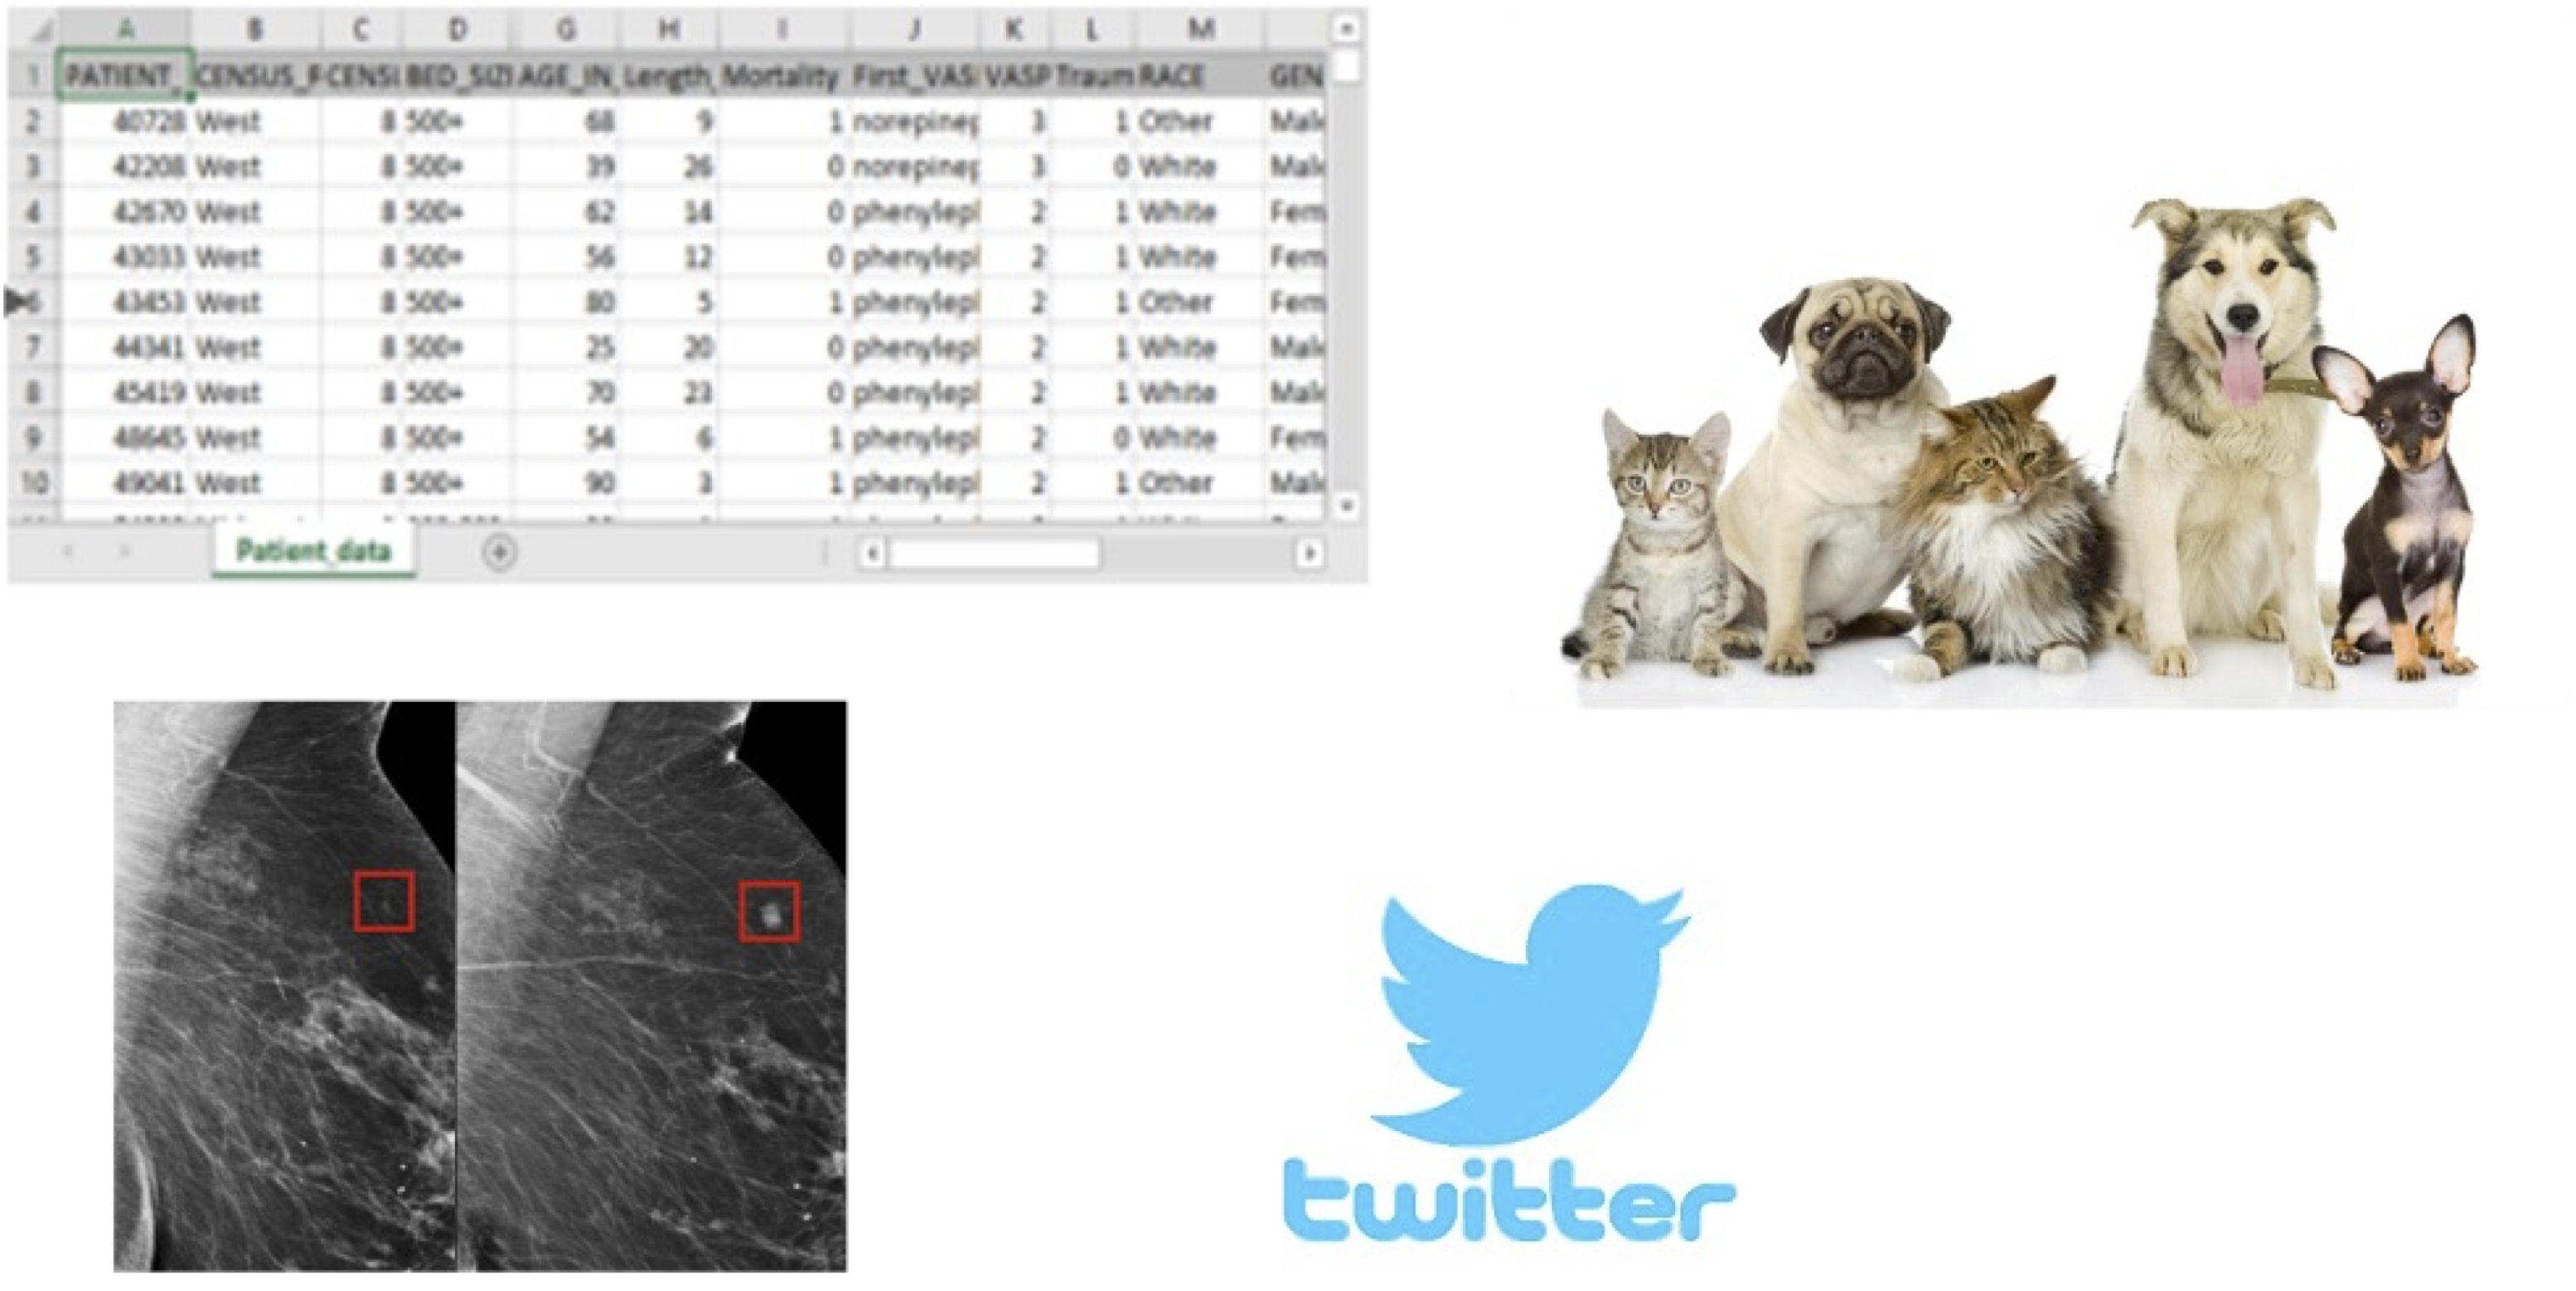 A B C D G H I J K L M
1 PATIENT_ CENSUS_R CENSU BED_SIZI AGE_IN_ Length_ Mortality First_VAS VASP Traum RACE GEN
2 40728 West 8 500+ 68 9 1 norepinep 3 1 Other Mal
3 42208 West 8 500+ 39 26 0 norepinep 3 0 White Mal
4 42670 West 8 500+ 62 14 0 phenylepl 2 1 White Fem
5 43033 West 8 500+ 56 12 0 phenylepl 2 1 White Fem
6 43453 West 8 500+ 80 5 1 phenylepl 2 1 Other Fem
7 44341 West 8 500+ 25 20 0 phenylepl 2 1 White Mal
8 45419 West 8 500+ 70 23 0 phenylepl 2 1 White Mal
9 48645 West 8 500+ 54 6 1 phenylepl 2 0 White Fem
10 49041 West 8 500+ 90 3 1 phenylepl 2 1 Other Mal
Patient_data
twitter